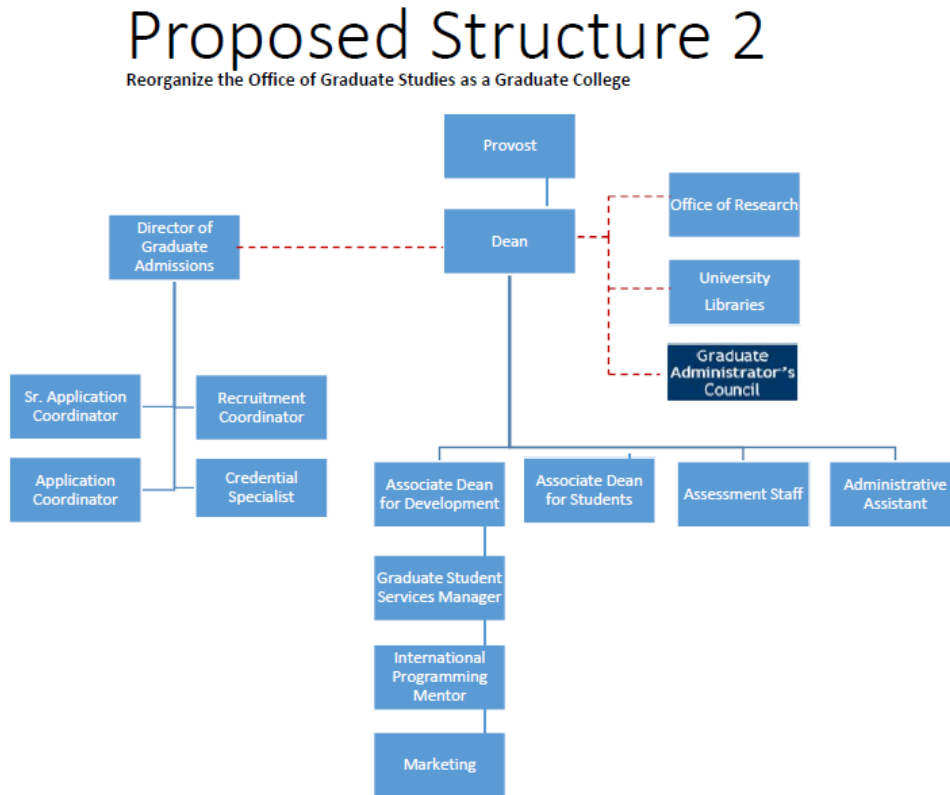 Proposed Structure 2
Reorganize the Office of Graduate Studies as a Graduate College
Provost
Office of Research
Director of
Graduate
Admissions
Dean
University
Libraries
Graduate
Administrator's
Council
Sr. Application
Coordinator
Recruitment
Coordinator
Application
Coordinator
Credential
Specialist
Associate Dean
for Development
Associate Dean
for Students
Assessment Staff
Administrative
Assistant
Graduate Student
Services Manager
International
Programming
Mentor
Marketing